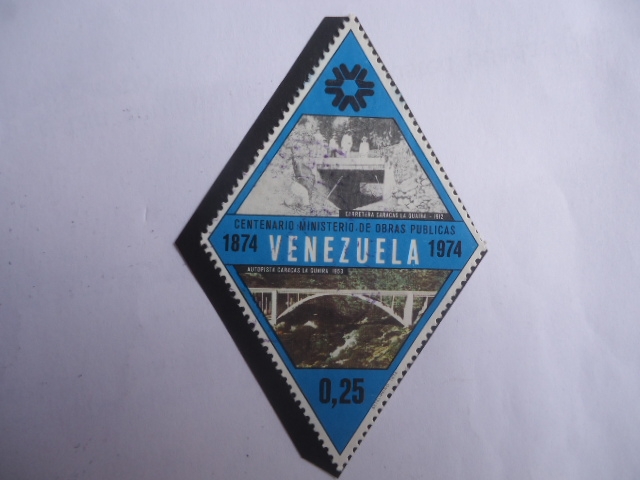 CARRETERA CARACAS LA GUAIRA - 1912
CENTENARIO MINISTERIO DE OBRAS PUBLICAS
1874 VENEZUELA 1974
AUTOPISTA CARACAS LA GUAIRA 1953
0,25